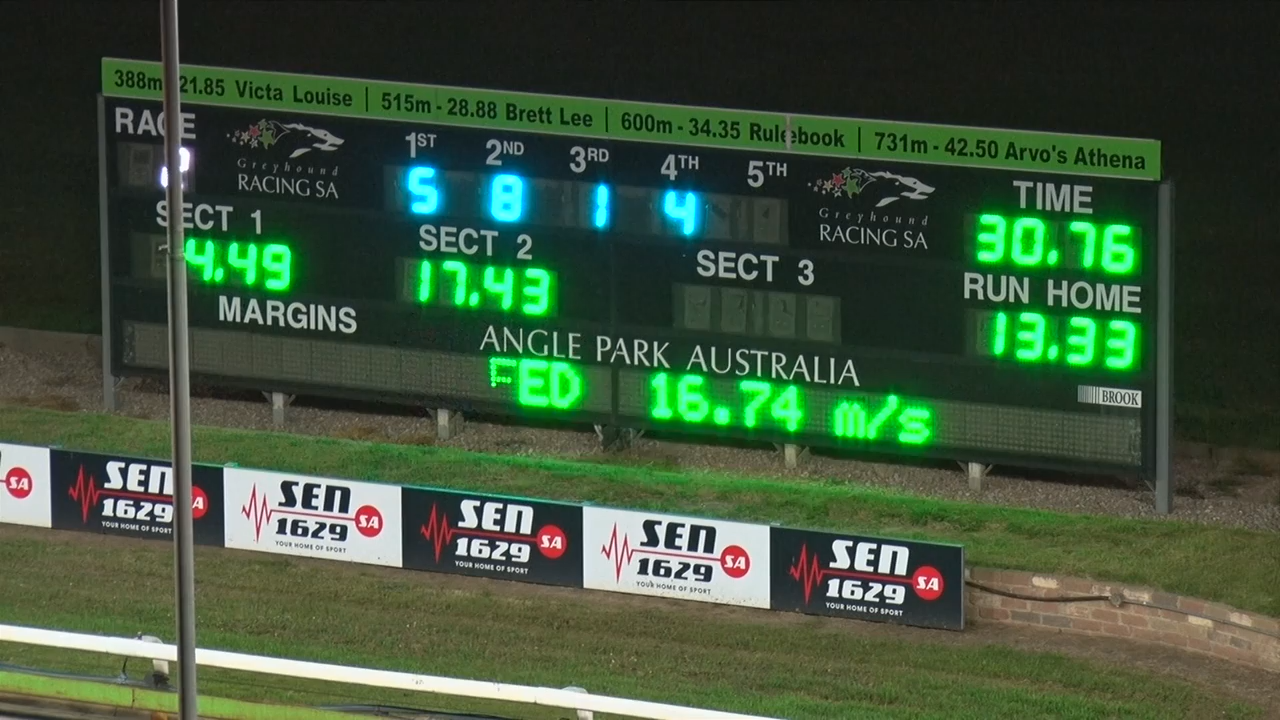 388m 21.85 Victa Louise | 515m - 28.88 Brett Lee | 600m - 34.35 Rulebook | 731m - 42.50 Arvo's Athena
RACE
Greyhound
RACING SA
1ST 2ND 3RD 4TH 5TH
5 8 1 4
Greyhound
RACING SA
TIME
30.76
SECT 1
4.49
SECT 2
17.43
SECT 3
RUN HOME
13.33
MARGINS
ANGLE PARK AUSTRALIA
BROOK
ED 16.74 m/s
SA
SEN
1629
SA
YOUR HOME OF SPORT
SEN
1629
SA
YOUR HOME OF SPORT
SEN
1629
SA
YOUR HOME OF SPORT
SEN
1629
SA
YOUR HOME OF SPORT
SEN
1629
SA
YOUR HOME OF SPORT